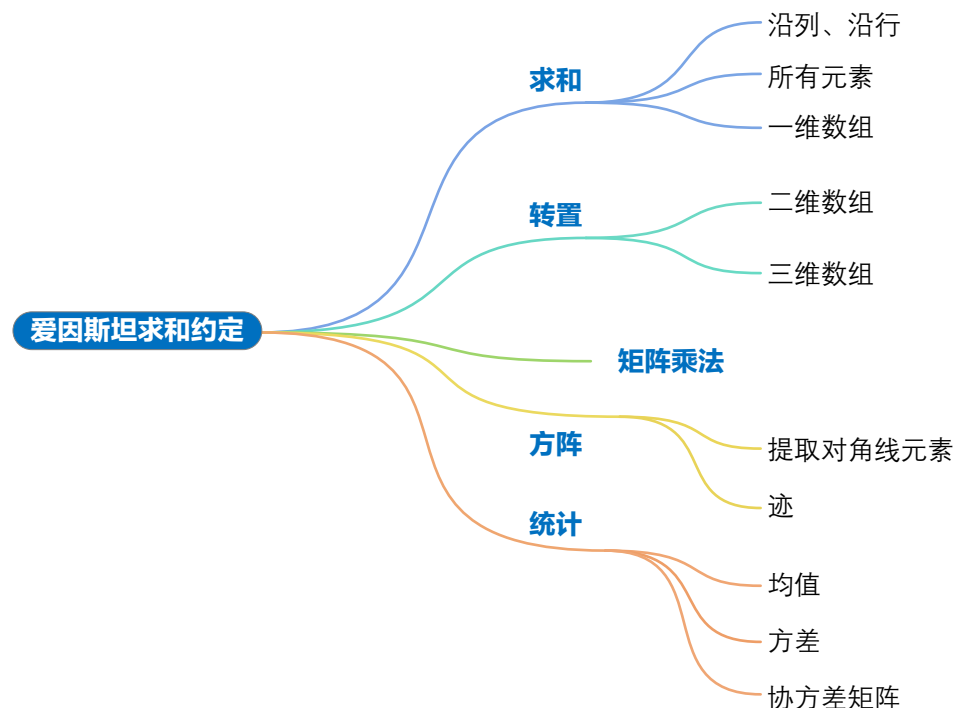 爱因斯坦求和约定
求和
沿列、沿行
所有元素
一维数组
转置
二维数组
三维数组
矩阵乘法
方阵
提取对角线元素
迹
统计
均值
方差
协方差矩阵